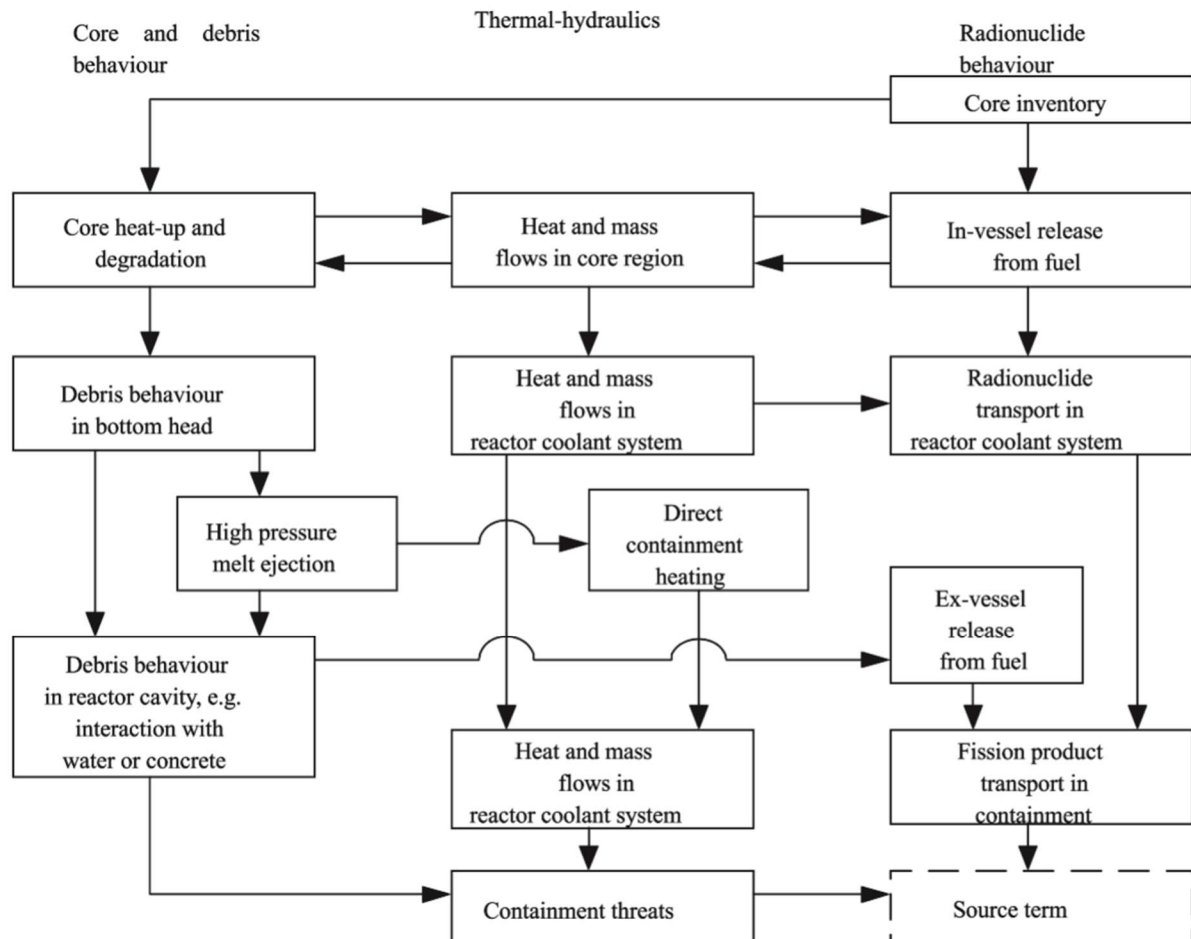 Thermal-hydraulics
Core and debris
behaviour
Radionuclide
behaviour
Core inventory
Core heat-up and
degradation
Heat and mass
flows in core region
In-vessel release
from fuel
Debris behaviour
in bottom head
Heat and mass
flows in
reactor coolant system
Radionuclide
transport in
reactor coolant system
High pressure
melt ejection
Direct
containment
heating
Ex-vessel
release
from fuel
Debris behaviour
in reactor cavity, e.g.
interaction with
water or concrete
Heat and mass
flows in
reactor coolant system
Fission product
transport in
containment
Containment threats
Source term